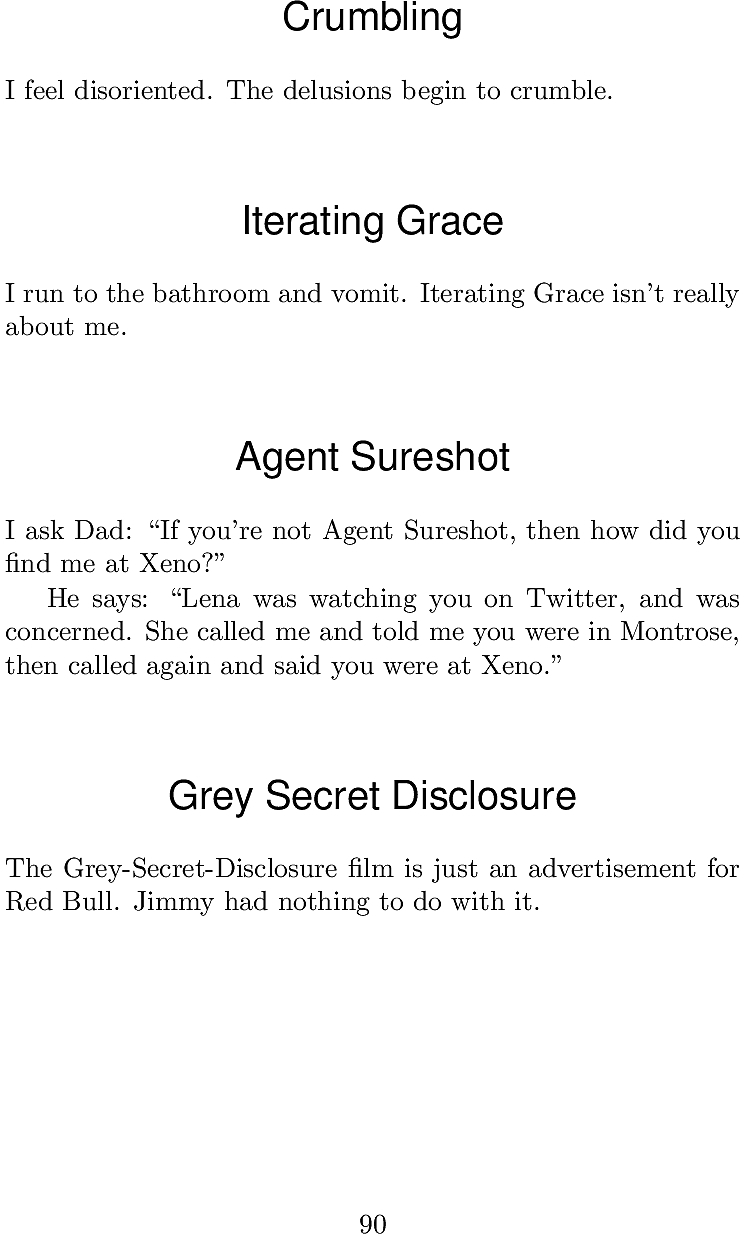 Crumbling
I feel disoriented. The delusions begin to crumble.
Iterating Grace
I run to the bathroom and vomit. Iterating Grace isn't really
about me.
Agent Sureshot
I ask Dad: “If you're not Agent Sureshot, then how did you
find me at Xeno?”
He says: “Lena was watching you on Twitter, and was
concerned. She called me and told me you were in Montrose,
then called again and said you were at Xeno.”
Grey Secret Disclosure
The Grey-Secret-Disclosure film is just an advertisement for
Red Bull. Jimmy had nothing to do with it.
90